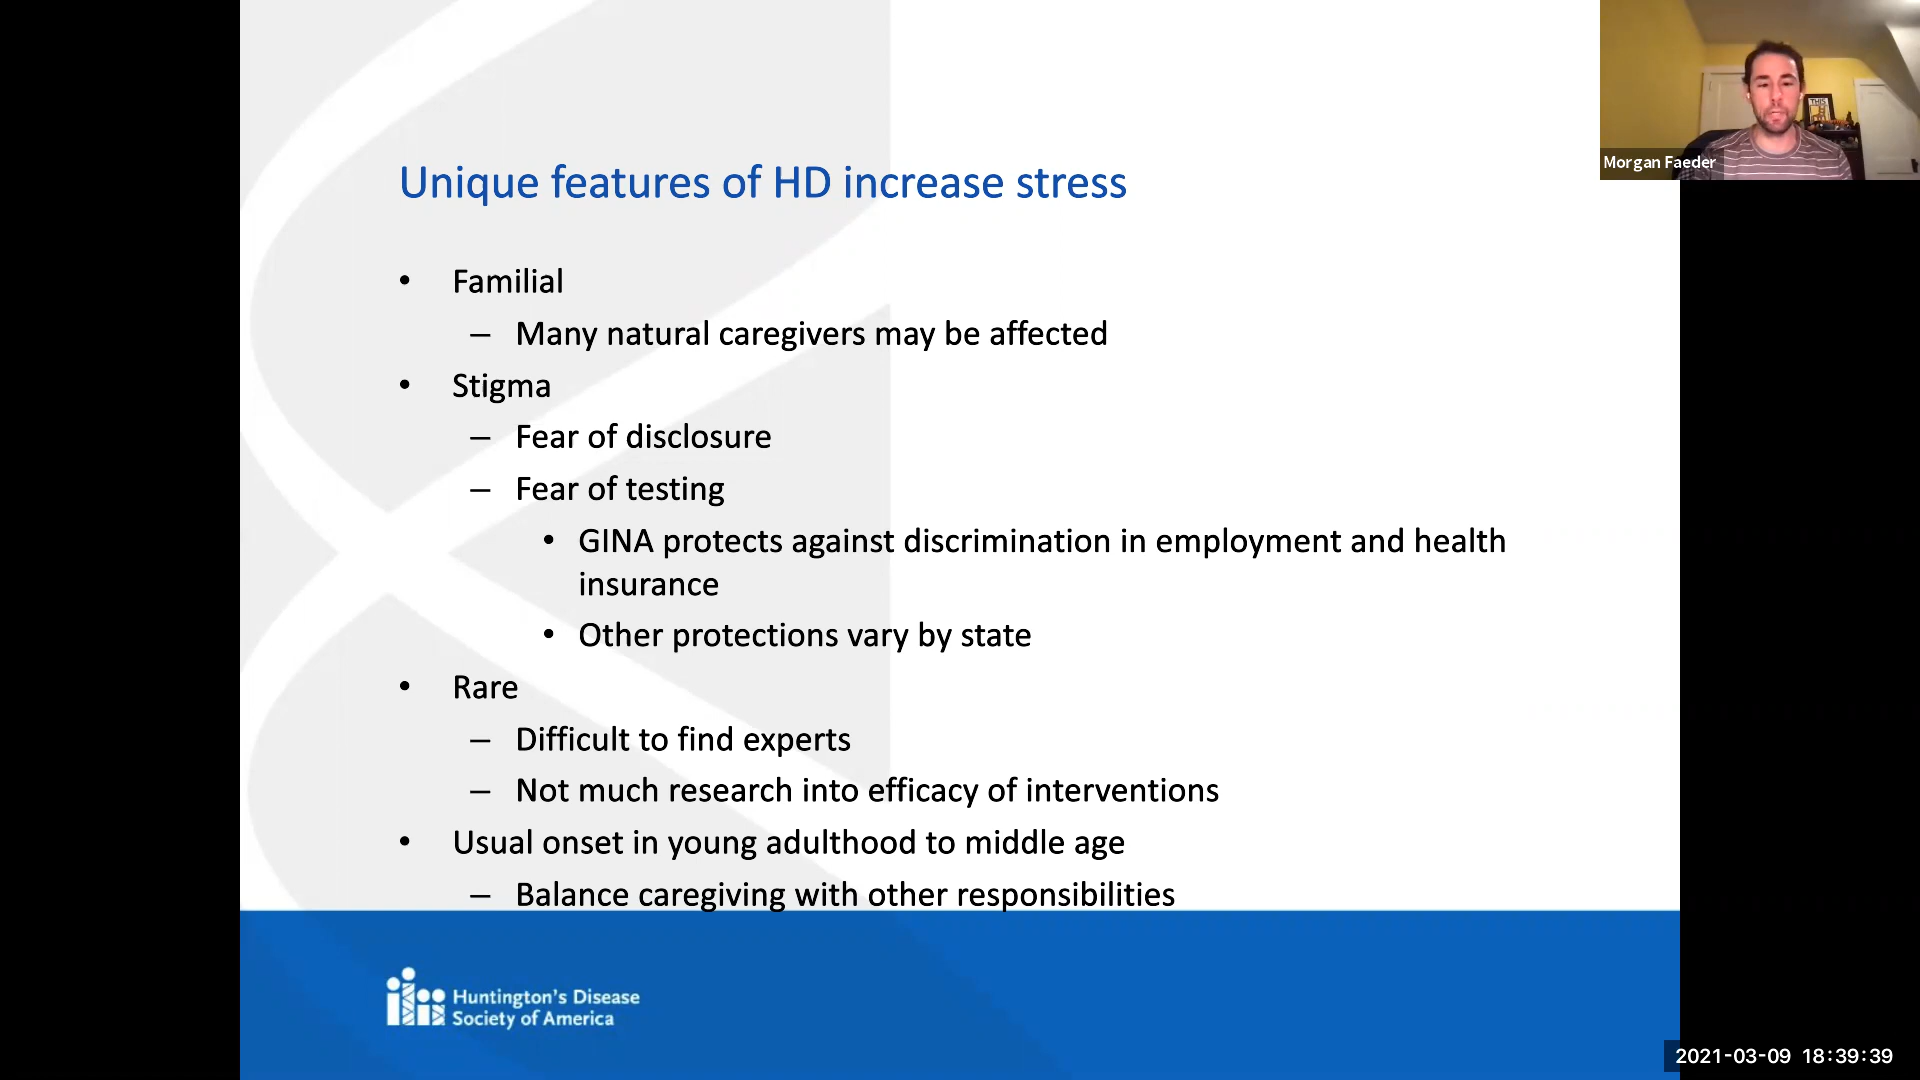 Unique features of HD increase stress
• Familial
– Many natural caregivers may be affected
• Stigma
– Fear of disclosure
– Fear of testing
• GINA protects against discrimination in employment and health
insurance
• Other protections vary by state
• Rare
– Difficult to find experts
– Not much research into efficacy of interventions
• Usual onset in young adulthood to middle age
– Balance caregiving with other responsibilities
Huntington's Disease
Society of America
THIS
Morgan Faeder
2021-03-09 18:39:39